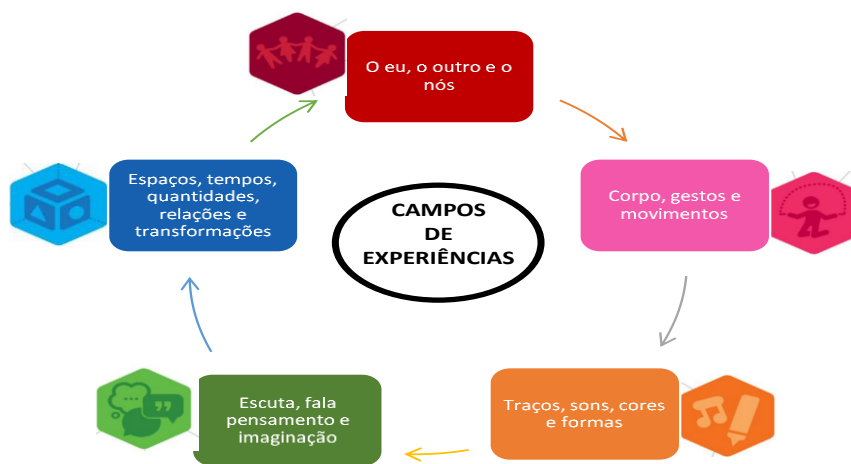 O eu, o outro e o
nós
Espaços, tempos,
quantidades,
relações e
transformações
CAMPOS
DE
EXPERIÊNCIAS
Corpo, gestos e
movimentos
Escuta, fala
pensamento e
imaginação
Traços, sons, cores
e formas